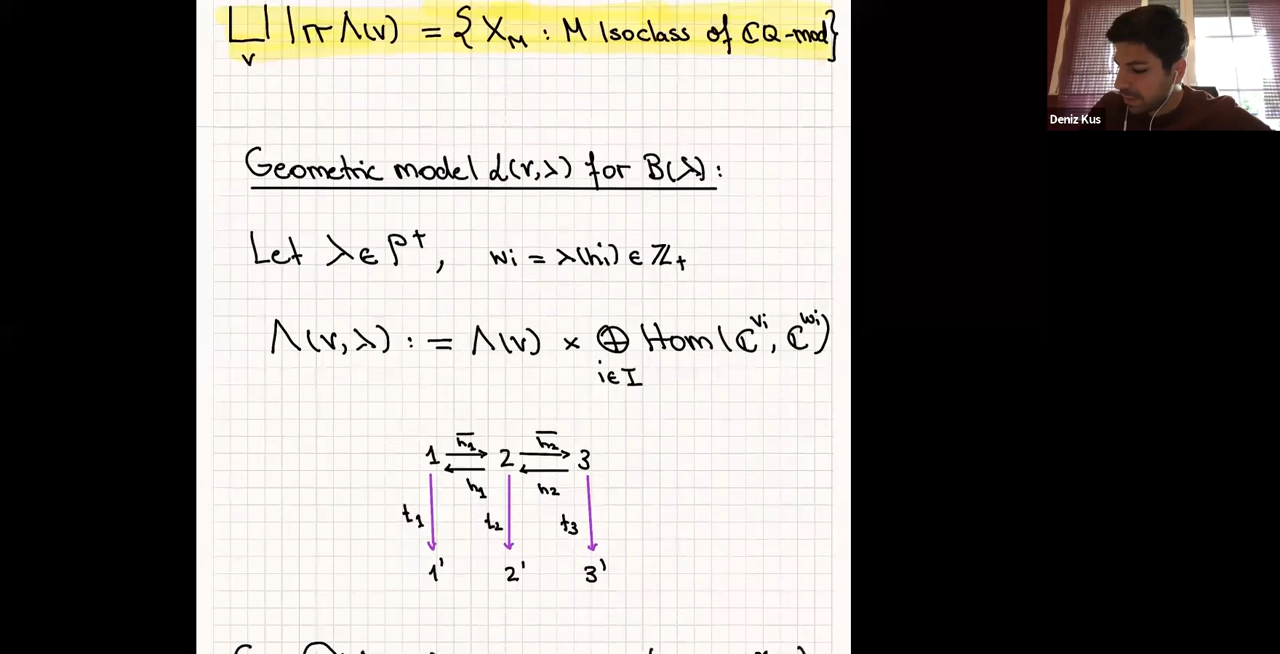 ⊔ Irr Λ(v) = { X_M : M Isoclass of ℂQ-mod}
v
Geometric model L(v,λ) for B(λ) :
Let λ ∈ P⁺, wi = λ(hi) ∈ ℤ₊
Λ(v,λ) := Λ(v) × ⊕ Hom(ℂ^vi, ℂ^wi)
i∈I
h̄₁ h̄₂
1 2 3
h₁ h₂
t₁ t₂ t₃
1' 2' 3'
Deniz Kus